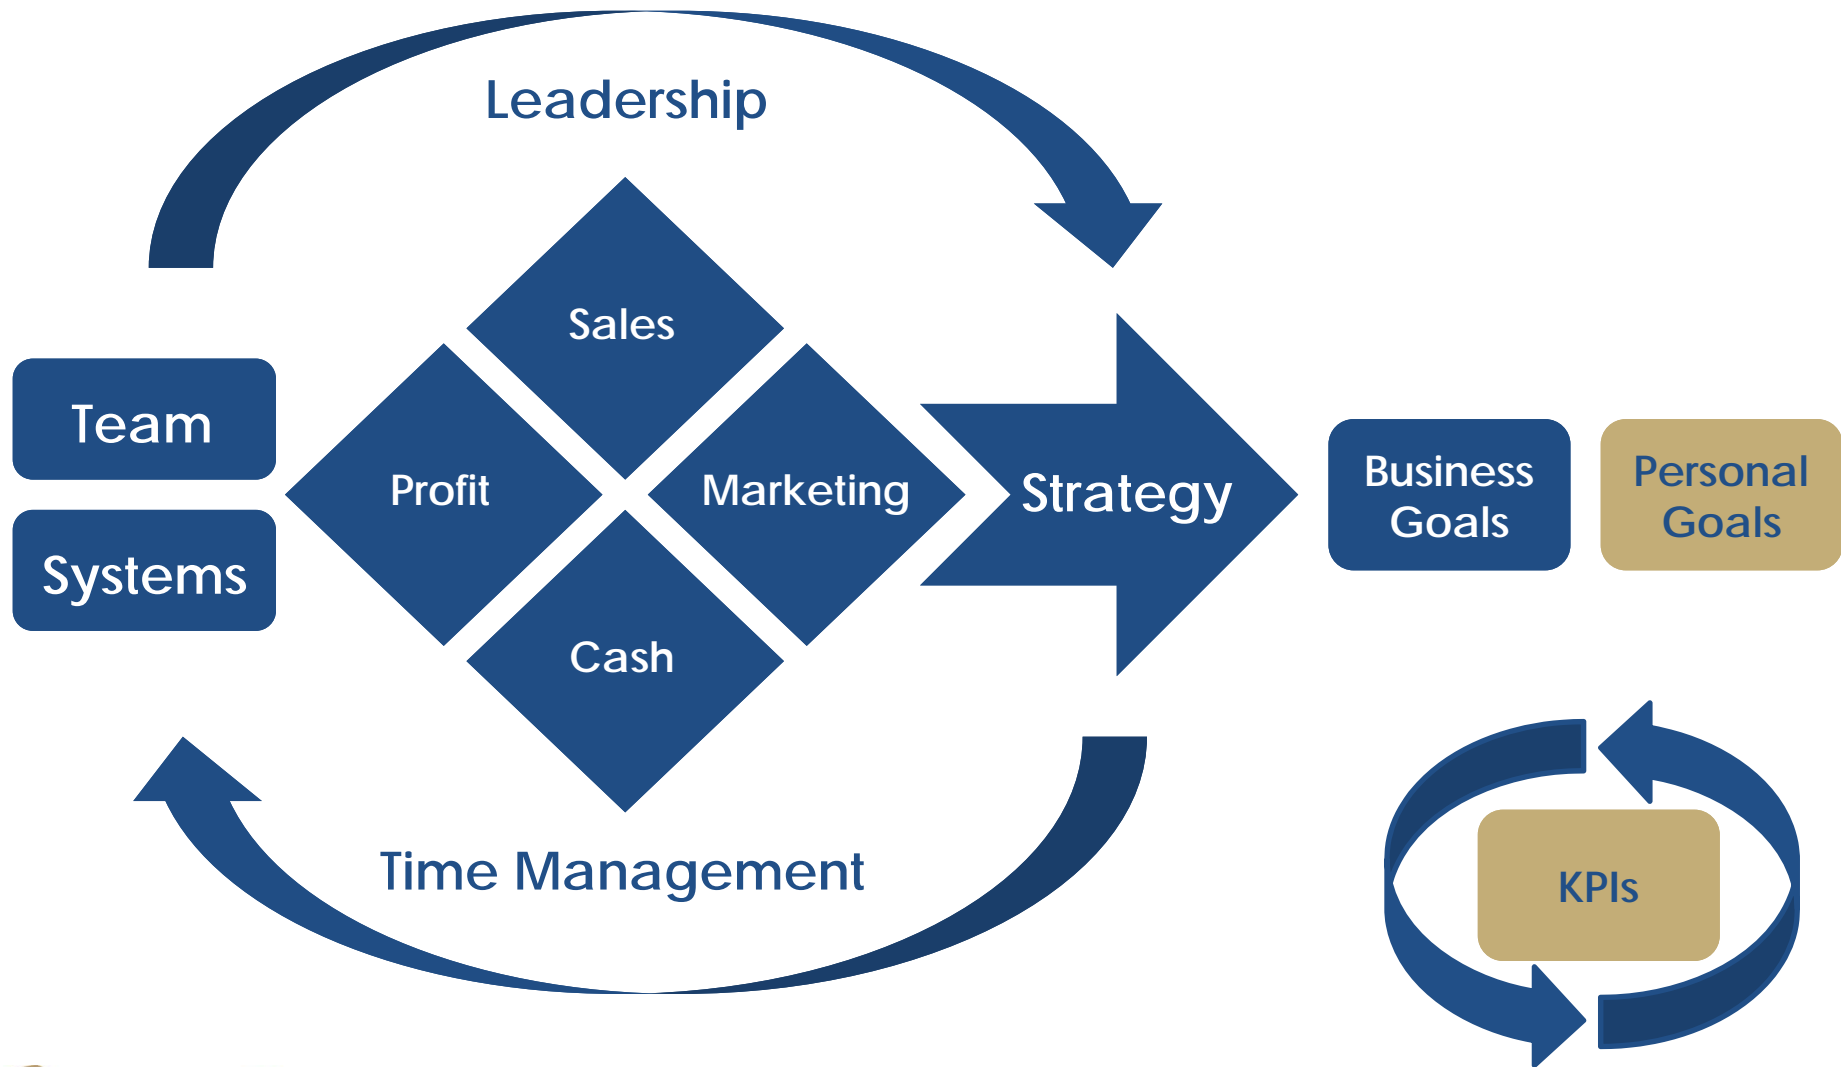 Leadership
Sales
Team
Profit
Marketing
Strategy
Business
Goals
Personal
Goals
Systems
Cash
Time Management
KPIs